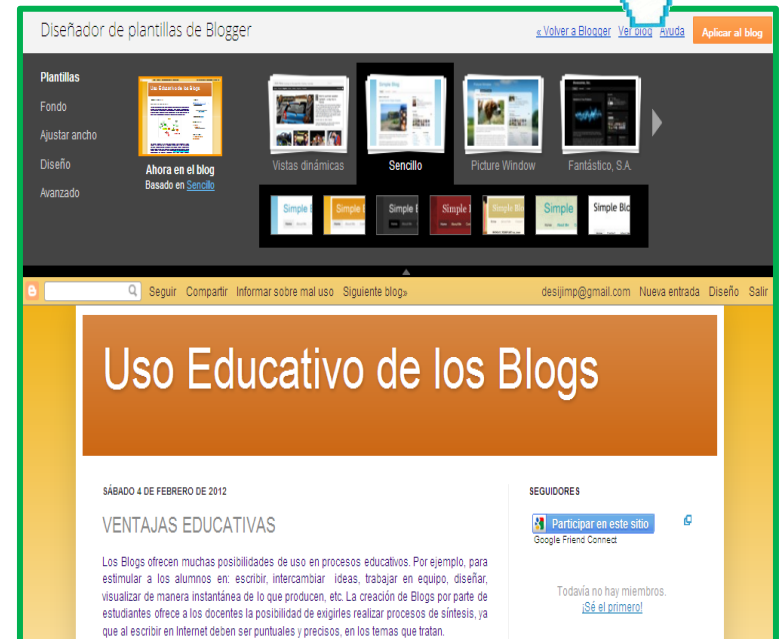 Diseñador de plantillas de Blogger
« Volver a Blogger Ver blog Ayuda Aplicar al blog
Plantillas
Fondo
Ajustar ancho
Diseño
Avanzado
Ahora en el blog
Basado en Sencillo
Vistas dinámicas
Sencillo
Picture Window
Fantástico, S.A.
Seguir Compartir Informar sobre mal uso Siguiente blog»
desijimp@gmail.com Nueva entrada Diseño Salir
Uso Educativo de los Blogs
SÁBADO 4 DE FEBRERO DE 2012
VENTAJAS EDUCATIVAS
Los Blogs ofrecen muchas posibilidades de uso en procesos educativos. Por ejemplo, para
estimular a los alumnos en: escribir, intercambiar ideas, trabajar en equipo, diseñar,
visualizar de manera instantánea de lo que producen, etc. La creación de Blogs por parte de
estudiantes ofrece a los docentes la posibilidad de exigirles realizar procesos de síntesis, ya
que al escribir en Internet deben ser puntuales y precisos, en los temas que tratan.
SEGUIDORES
Participar en este sitio
Google Friend Connect
Todavía no hay miembros.
¡Sé el primero!